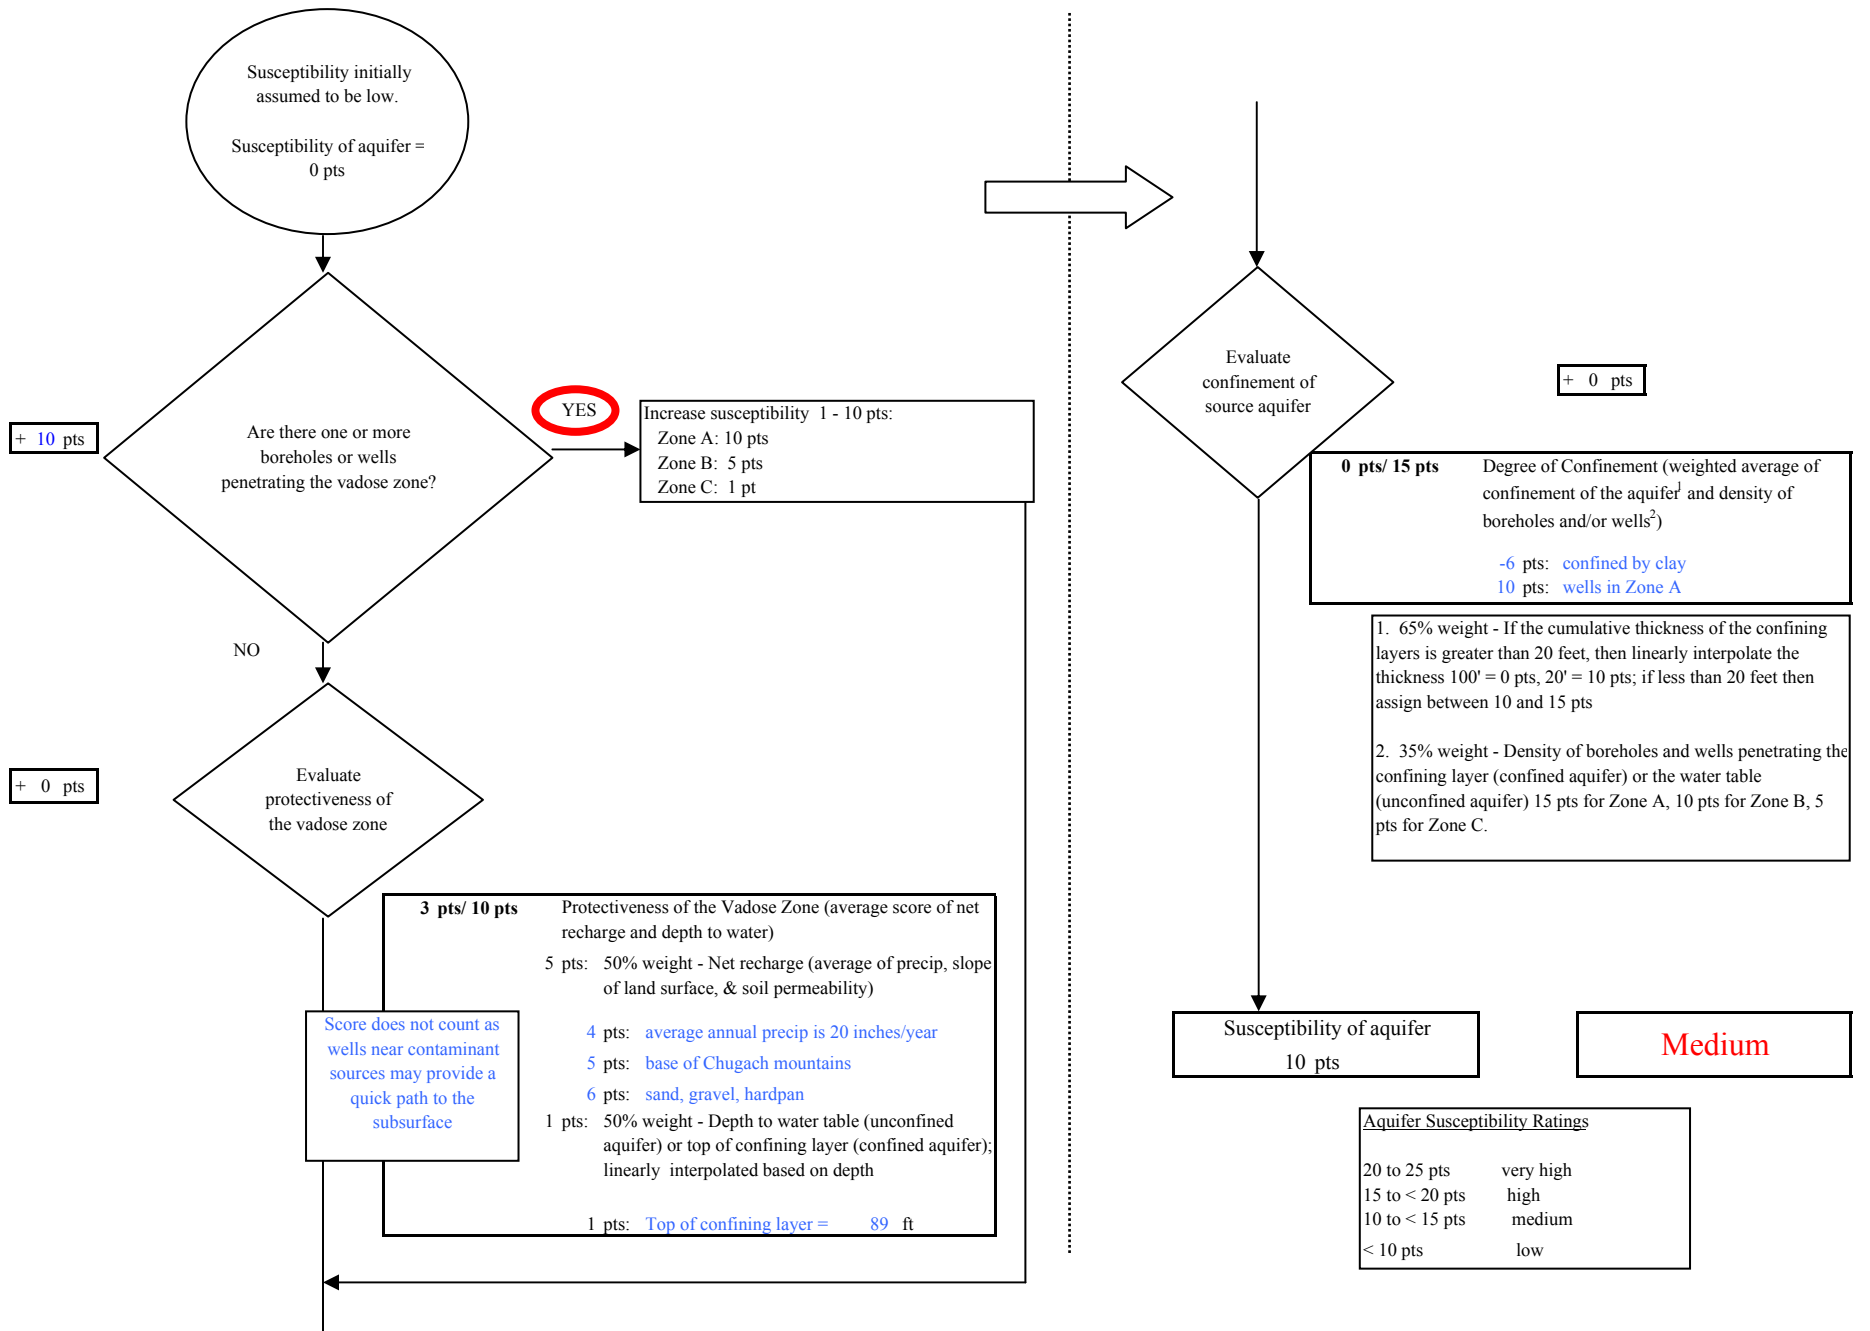 Susceptibility initially
assumed to be low.
Susceptibility of aquifer =
0 pts
+ 10 pts
Are there one or more
boreholes or wells
penetrating the vadose zone?
YES
Increase susceptibility 1 - 10 pts:
Zone A: 10 pts
Zone B: 5 pts
Zone C: 1 pt
NO
+ 0 pts
Evaluate
protectiveness of
the vadose zone
3 pts/ 10 pts
Protectiveness of the Vadose Zone (average score of net
recharge and depth to water)
5 pts: 50% weight - Net recharge (average of precip, slope
of land surface, & soil permeability)
4 pts: average annual precip is 20 inches/year
5 pts: base of Chugach mountains
6 pts: sand, gravel, hardpan
1 pts: 50% weight - Depth to water table (unconfined
aquifer) or top of confining layer (confined aquifer);
linearly interpolated based on depth
1 pts: Top of confining layer = 89 ft
Score does not count as
wells near contaminant
sources may provide a
quick path to the
subsurface
Evaluate
confinement of
source aquifer
+ 0 pts
0 pts/ 15 pts
Degree of Confinement (weighted average of
confinement of the aquifer1 and density of
boreholes and/or wells2)
-6 pts: confined by clay
10 pts: wells in Zone A
1. 65% weight - If the cumulative thickness of the confining
layers is greater than 20 feet, then linearly interpolate the
thickness 100' = 0 pts, 20' = 10 pts; if less than 20 feet then
assign between 10 and 15 pts
2. 35% weight - Density of boreholes and wells penetrating the
confining layer (confined aquifer) or the water table
(unconfined aquifer) 15 pts for Zone A, 10 pts for Zone B, 5
pts for Zone C.
Susceptibility of aquifer
10 pts
Medium
Aquifer Susceptibility Ratings
20 to 25 pts very high
15 to < 20 pts high
10 to < 15 pts medium
< 10 pts low